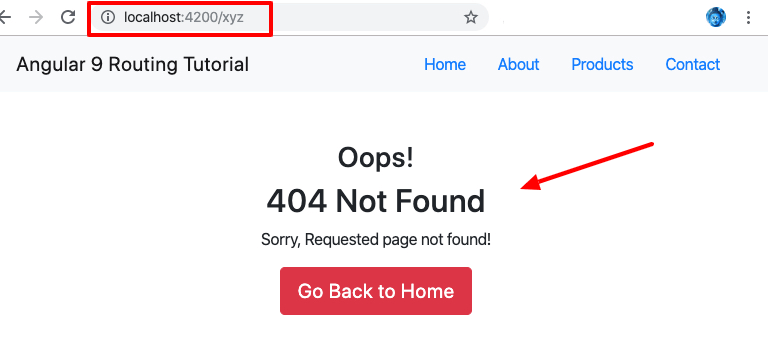 localhost:4200/xyz
Angular 9 Routing Tutorial Home About Products Contact
Oops!
404 Not Found
Sorry, Requested page not found!
Go Back to Home